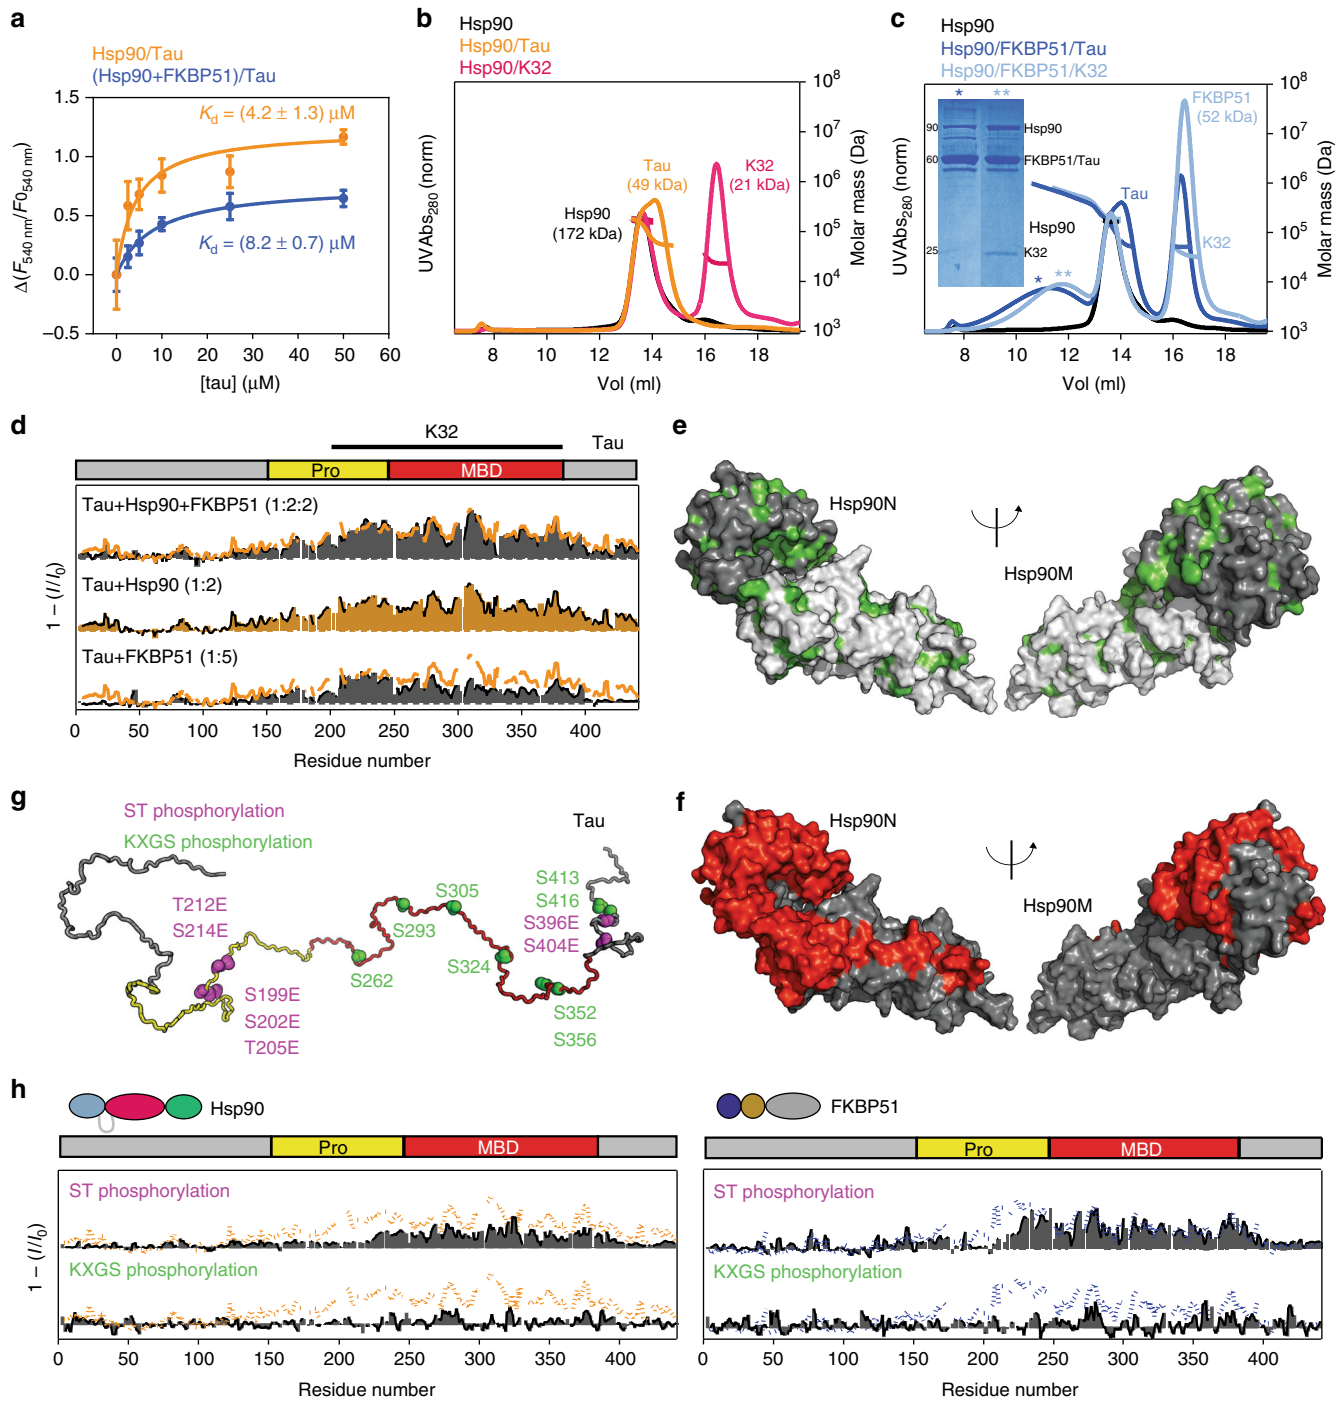 a
Hsp90/Tau
(Hsp90+FKBP51)/Tau
Kd = (4.2 ± 1.3) μM
Kd = (8.2 ± 0.7) μM
Δ(F540 nm/F0540 nm)
1.5
1.0
0.5
0.0
−0.5
0 10 20 30 40 50 60
[tau] (μM)
b
Hsp90
Hsp90/Tau
Hsp90/K32
UVAbs280 (norm)
Tau
(49 kDa)
K32
(21 kDa)
Hsp90
(172 kDa)
10^8
10^7
10^6
10^5
10^4
10^3
Molar mass (Da)
8 10 12 14 16 18
Vol (ml)
c
Hsp90
Hsp90/FKBP51/Tau
Hsp90/FKBP51/K32
UVAbs280 (norm)
* **
90
60
25
Hsp90
FKBP51/Tau
K32
FKBP51
(52 kDa)
Tau
Hsp90
K32
* **
10^8
10^7
10^6
10^5
10^4
10^3
Molar mass (Da)
8 10 12 14 16 18
Vol (ml)
d
K32
Tau
Pro MBD
Tau+Hsp90+FKBP51 (1:2:2)
Tau+Hsp90 (1:2)
Tau+FKBP51 (1:5)
1 − (I/I0)
0 50 100 150 200 250 300 350 400
Residue number
e
Hsp90N
Hsp90M
g
ST phosphorylation
KXGS phosphorylation
Tau
T212E
S214E
S199E
S202E
T205E
S262
S293
S305
S324
S352
S356
S413
S416
S396E
S404E
f
Hsp90N
Hsp90M
h
Hsp90
Pro MBD
ST phosphorylation
KXGS phosphorylation
1 − (I/I0)
0 50 100 150 200 250 300 350 400
Residue number
FKBP51
Pro MBD
ST phosphorylation
KXGS phosphorylation
0 50 100 150 200 250 300 350 400
Residue number